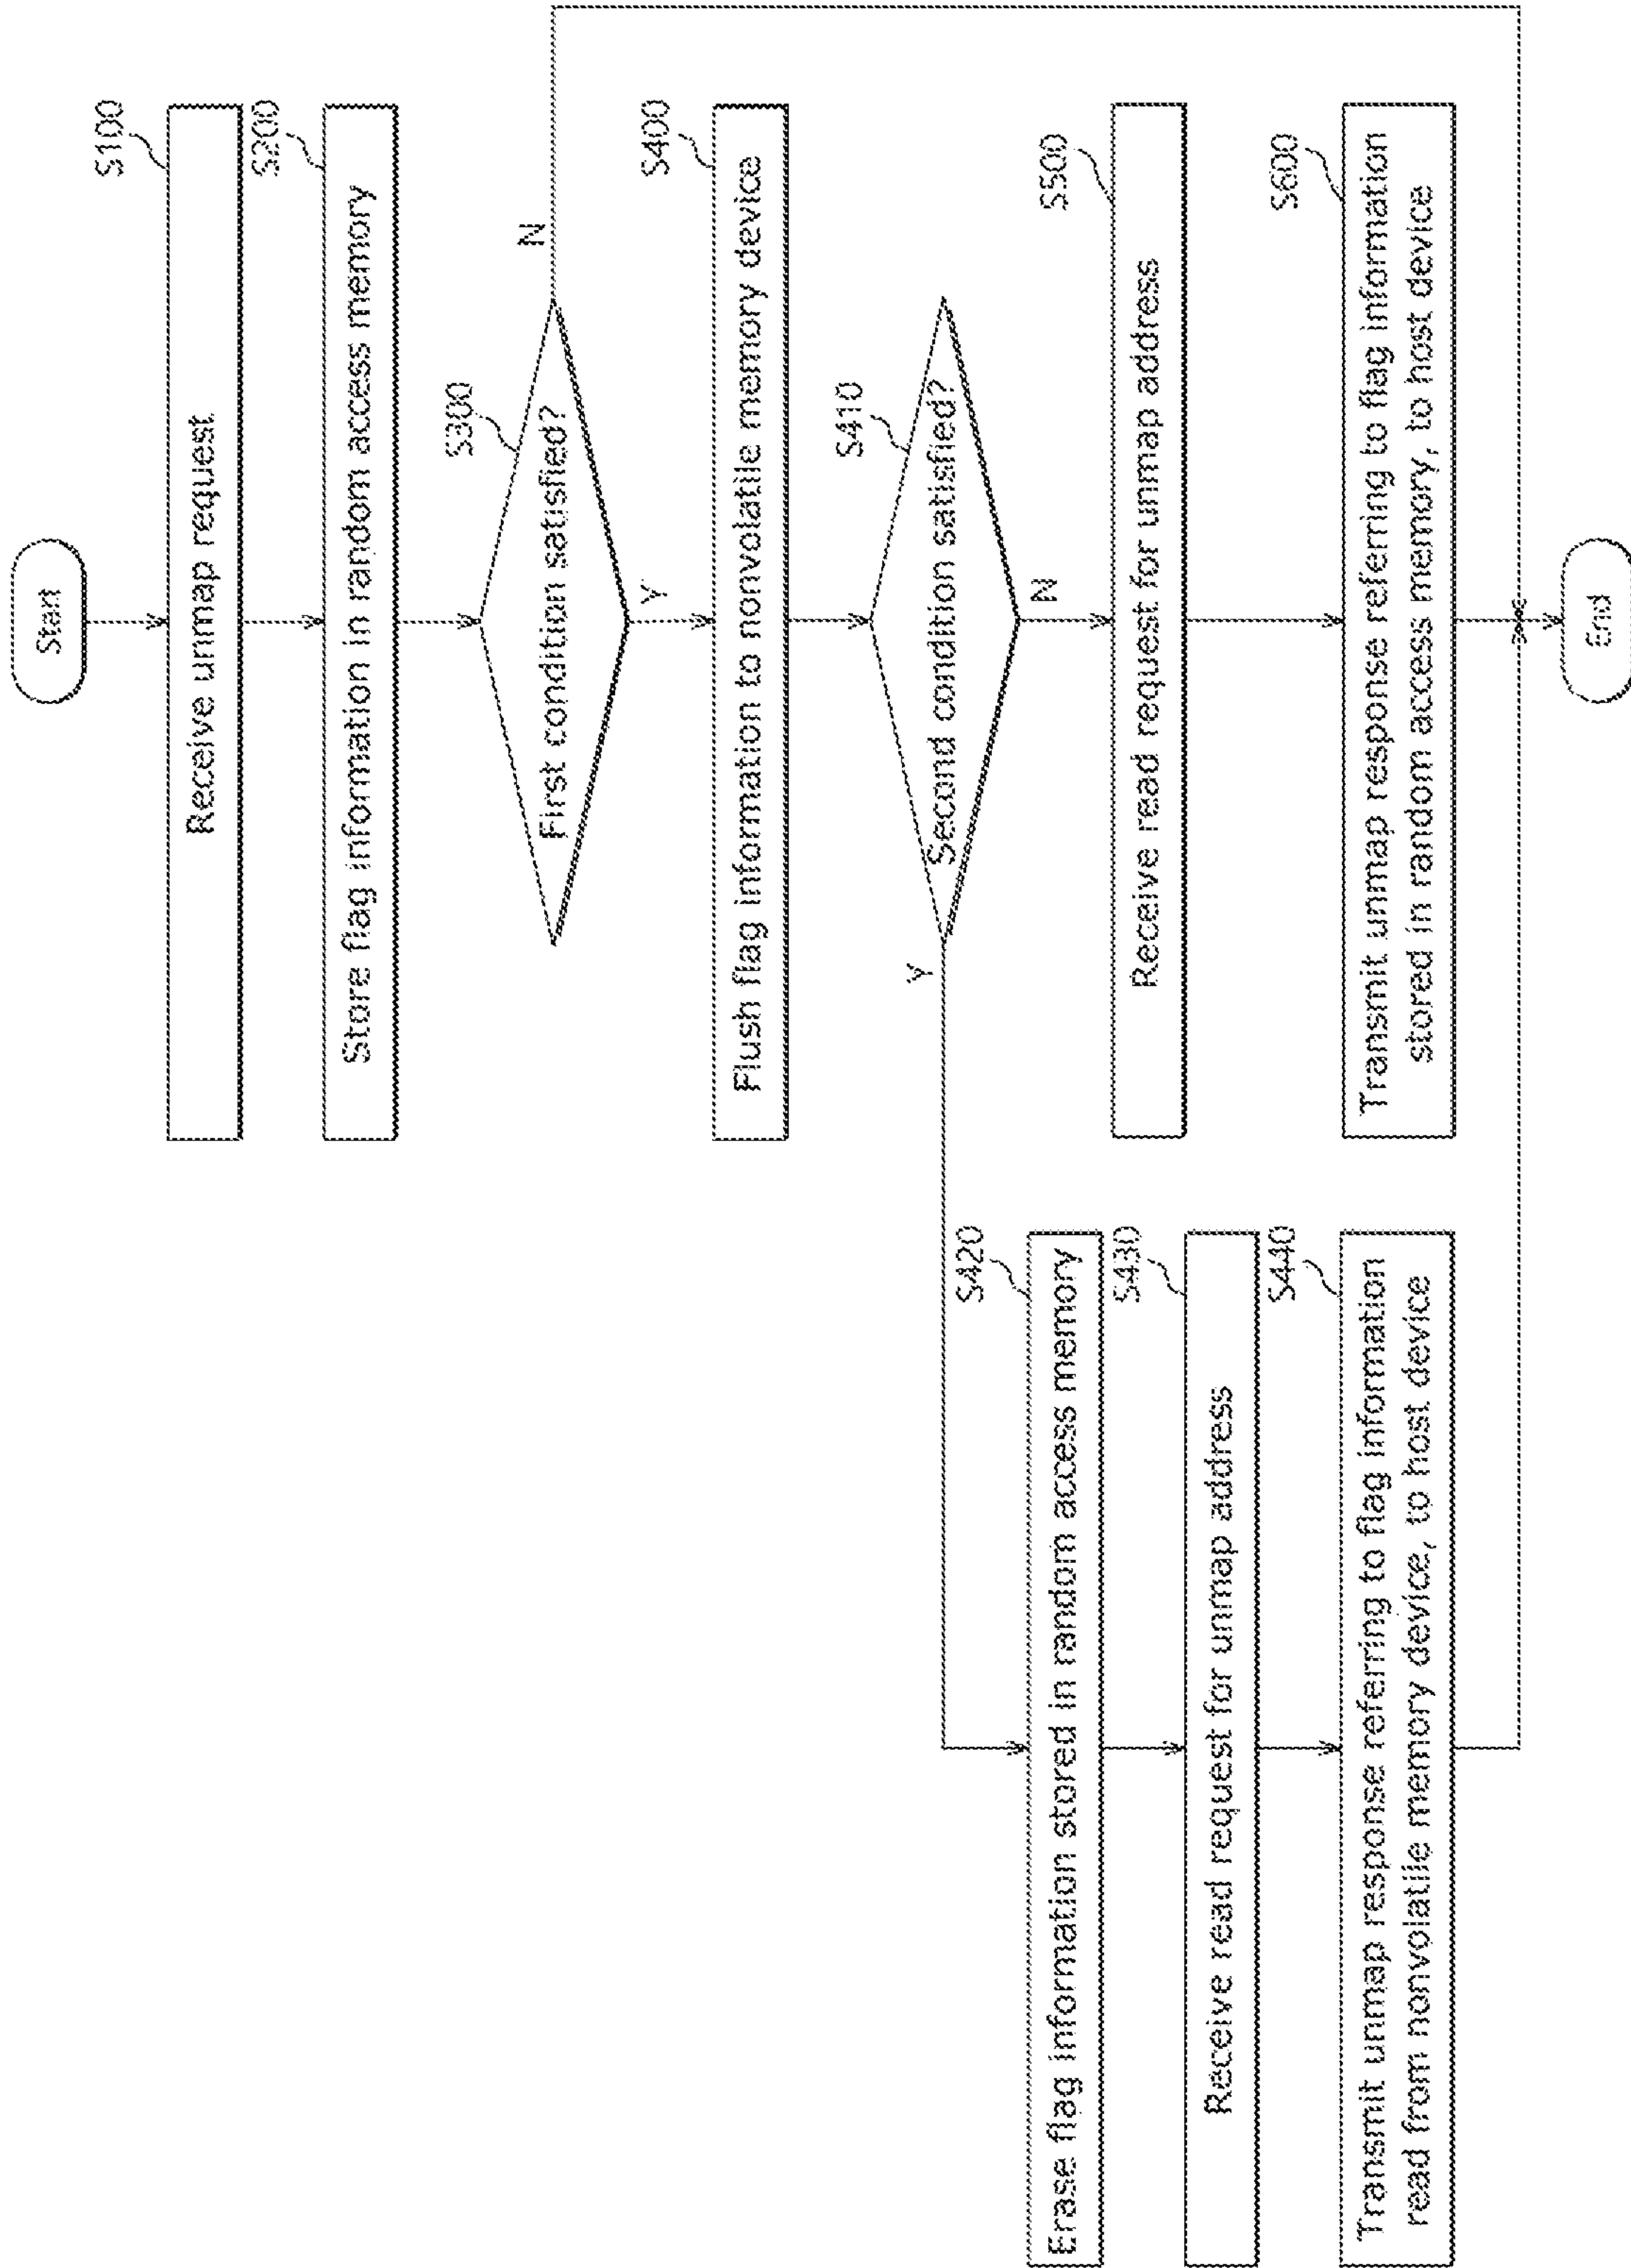 Start
S100
Receive unmap request
S200
Store flag information in random access memory
S300
First condition satisfied?
N
Y
S400
Flush flag information to nonvolatile memory device
S410
Second condition satisfied?
Y
N
S420
Erase flag information stored in random access memory
S430
Receive read request for unmap address
S440
Transmit unmap response referring to flag information
read from nonvolatile memory device, to host device
S500
Receive read request for unmap address
S600
Transmit unmap response referring to flag information
stored in random access memory, to host device
End